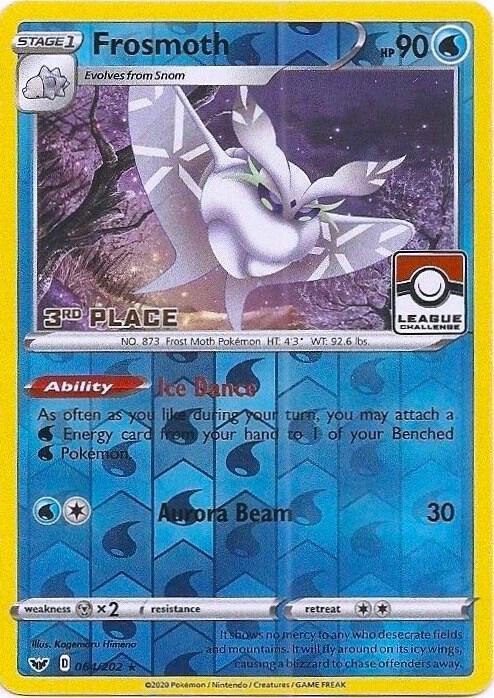 STAGE 1 Frosmoth HP 90
Evolves from Snom
3RD PLACE
LEAGUE
CHALLENGE
NO. 873 Frost Moth Pokémon HT: 4'3" WT: 92.6 lbs.
Ability Ice Dance
As often as you like during your turn, you may attach a
Energy card from your hand to 1 of your Benched
Pokémon.
Aurora Beam 30
weakness ×2 resistance retreat
Illus. Kagemaru Himeno
D 064/202 ★
It shows no mercy to any who desecrate fields
and mountains. It will fly around on its icy wings,
causing a blizzard to chase offenders away.
©2020 Pokémon / Nintendo / Creatures / GAME FREAK